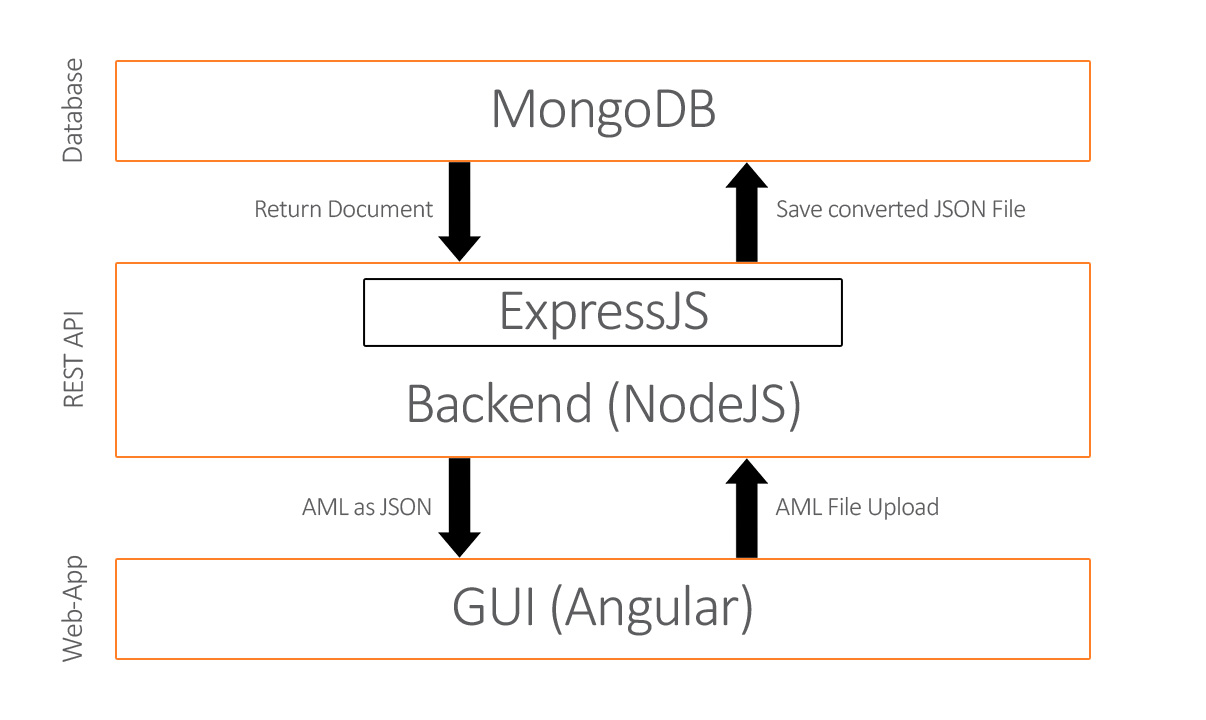 Database
MongoDB
Return Document
Save converted JSON File
REST API
ExpressJS
Backend (NodeJS)
AML as JSON
AML File Upload
Web-App
GUI (Angular)